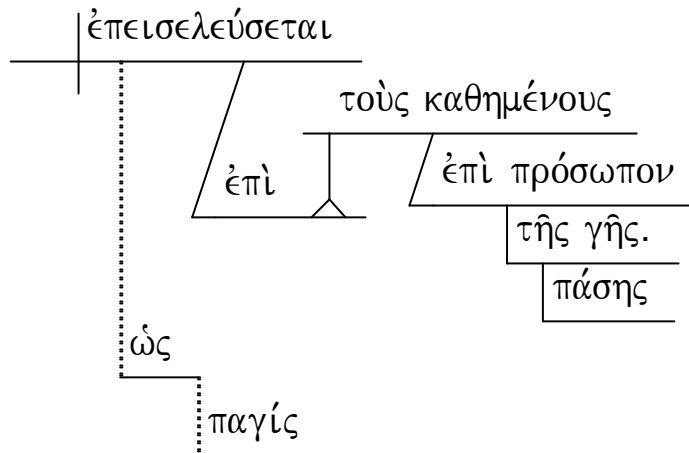 ἐπεισελεύσεται
τοὺς καθημένους
ἐπὶ
ἐπὶ πρόσωπον
τῆς γῆς.
πάσης
ὡς
παγίς